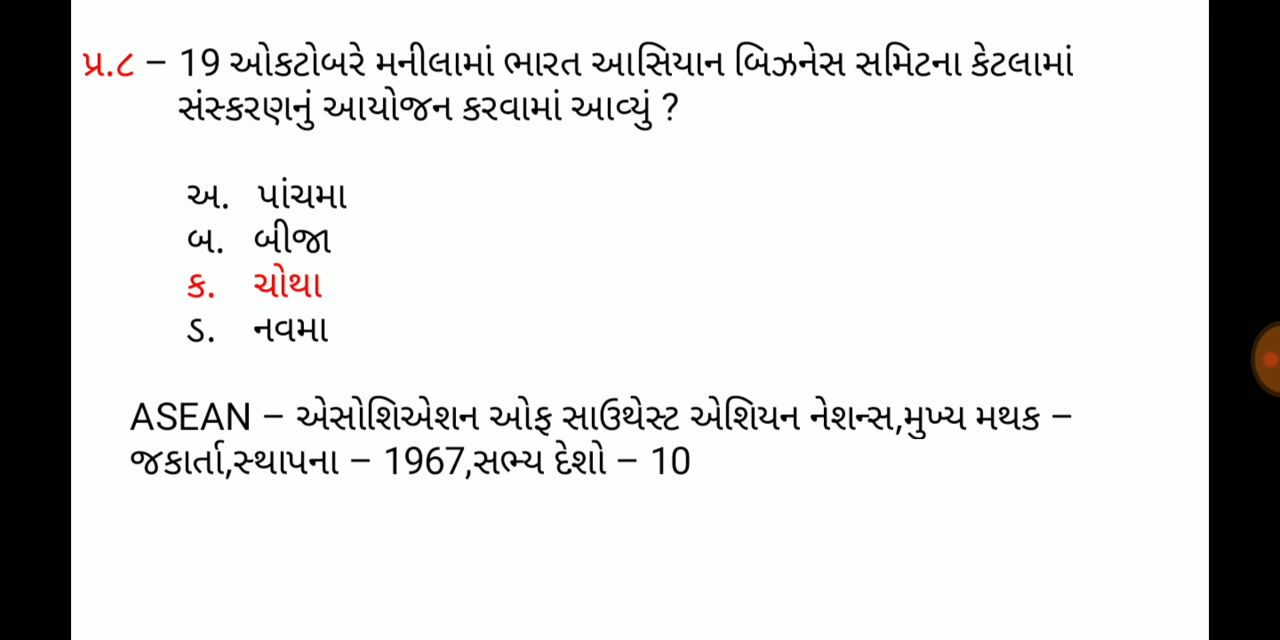 પ્ર.૮ – 19 ઓક્ટોબરે મનીલામાં ભારત આસિયાન બિઝનેસ સમિટના કેટલામાં
સંસ્કરણનું આયોજન કરવામાં આવ્યું ?
અ. પાંચમા
બ. બીજા
ક. ચોથા
ડ. નવમા
ASEAN – એસોશિએશન ઓફ સાઉથેસ્ટ એશિયન નેશન્સ,મુખ્ય મથક –
જકાર્તા,સ્થાપના – 1967,સભ્ય દેશો – 10